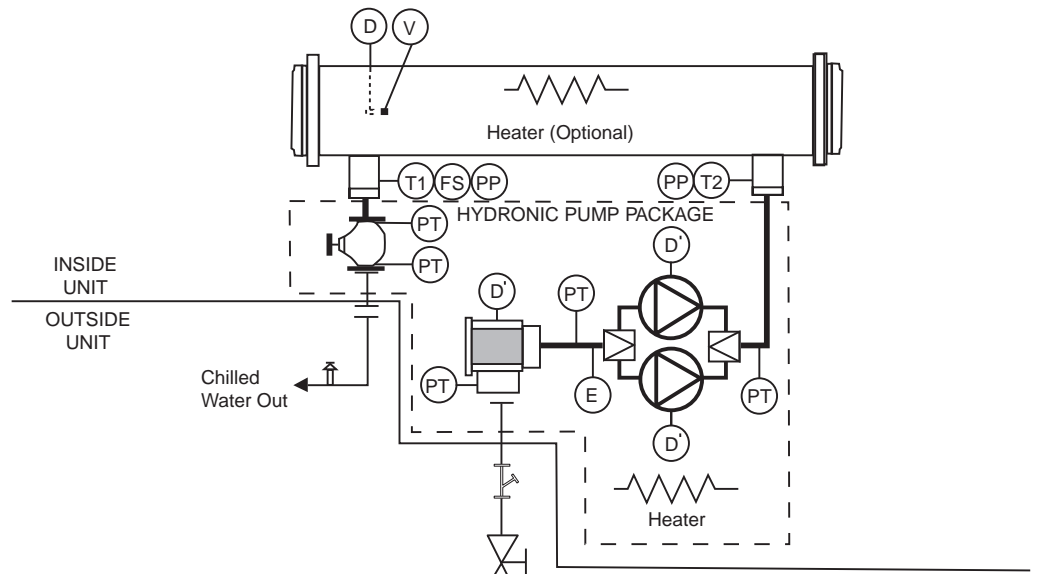 D V
Heater (Optional)
T1 FS PP
PP T2
HYDRONIC PUMP PACKAGE
PT
D'
PT
INSIDE
UNIT
D'
PT
OUTSIDE
UNIT
Chilled
Water Out
PT
E
PT
D'
Heater